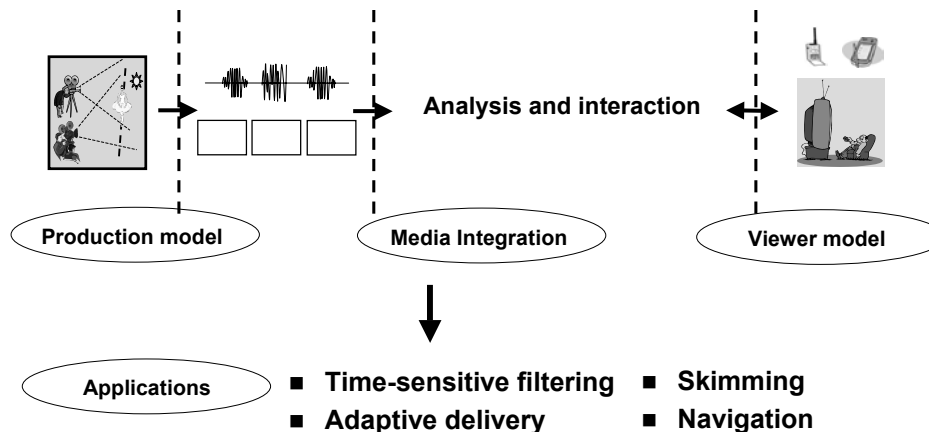 Analysis and interaction
Production model
Media Integration
Viewer model
Applications
■ Time-sensitive filtering ■ Skimming
■ Adaptive delivery ■ Navigation